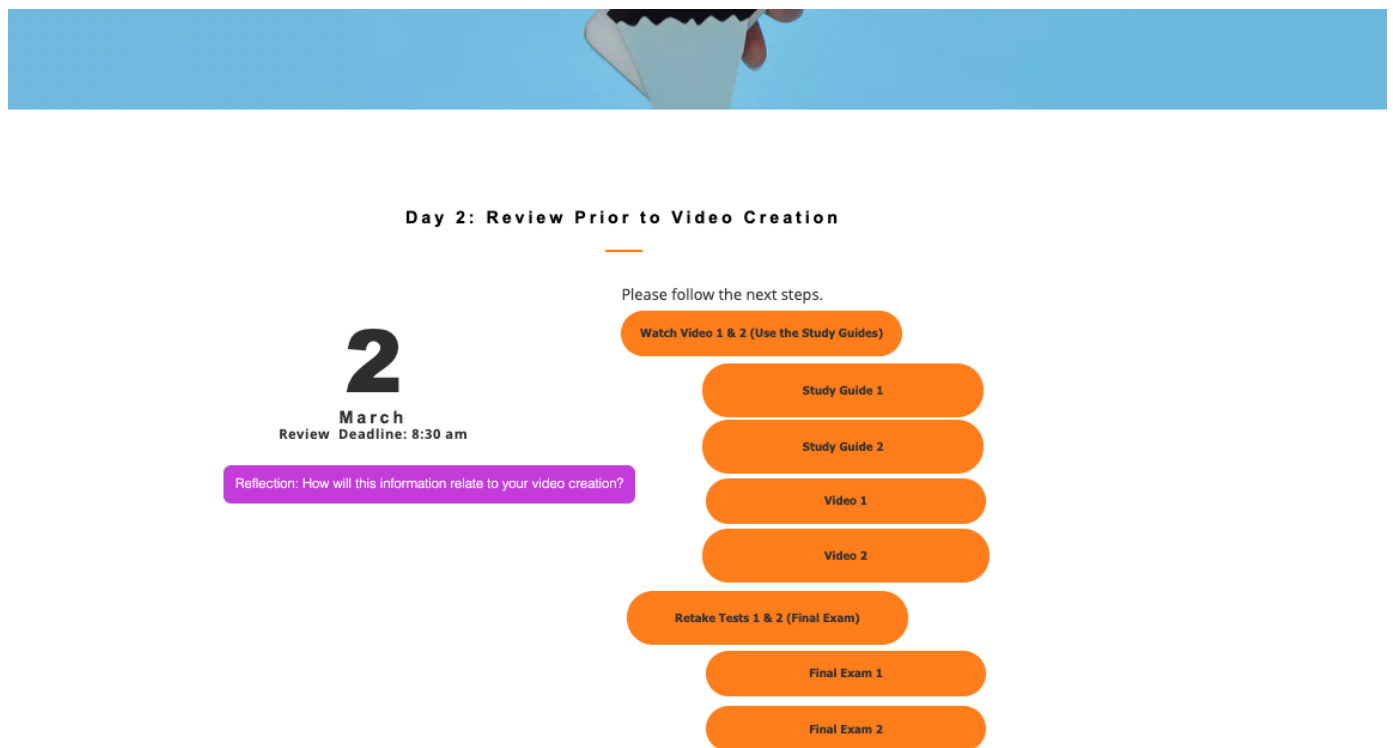 Day 2: Review Prior to Video Creation
Please follow the next steps.
2
March
Review Deadline: 8:30 am
Reflection: How will this information relate to your video creation?
Watch Video 1 & 2 (Use the Study Guides)
Study Guide 1
Study Guide 2
Video 1
Video 2
Retake Tests 1 & 2 (Final Exam)
Final Exam 1
Final Exam 2